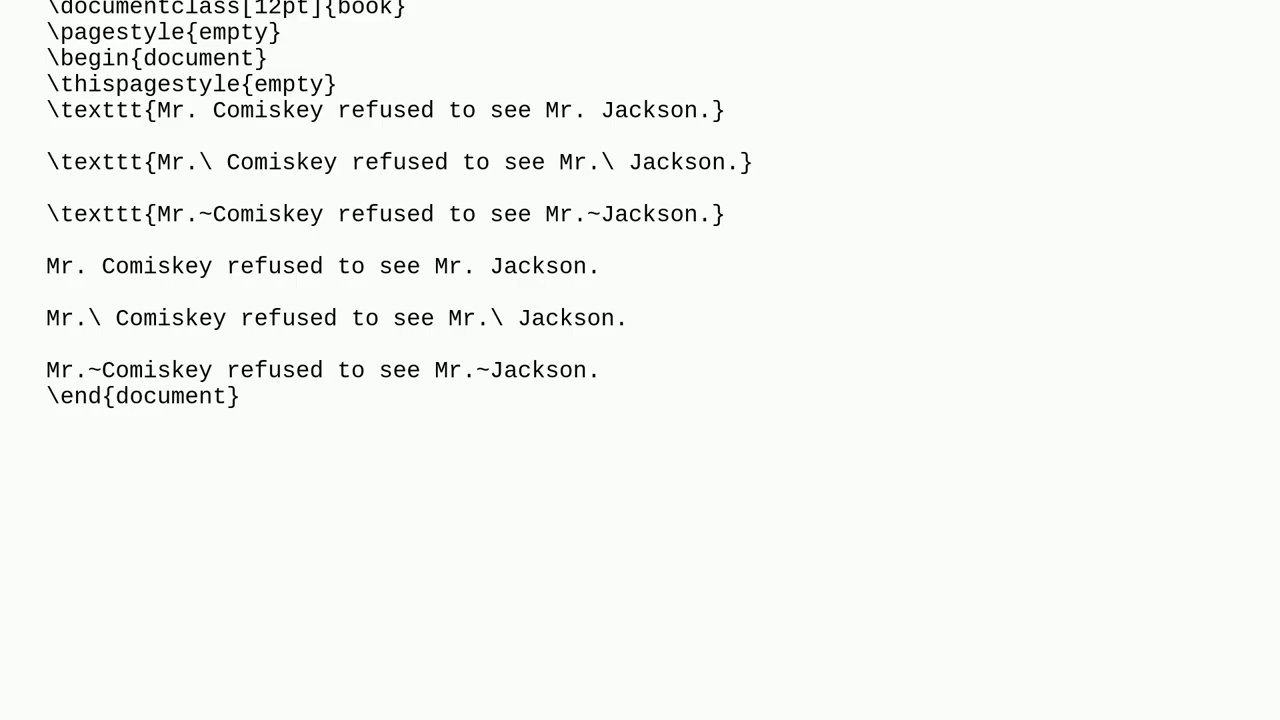 \documentclass[12pt]{book}
\pagestyle{empty}
\begin{document}
\thispagestyle{empty}
\texttt{Mr. Comiskey refused to see Mr. Jackson.}
\texttt{Mr.\ Comiskey refused to see Mr.\ Jackson.}
\texttt{Mr.~Comiskey refused to see Mr.~Jackson.}
Mr. Comiskey refused to see Mr. Jackson.
Mr.\ Comiskey refused to see Mr.\ Jackson.
Mr.~Comiskey refused to see Mr.~Jackson.
\end{document}